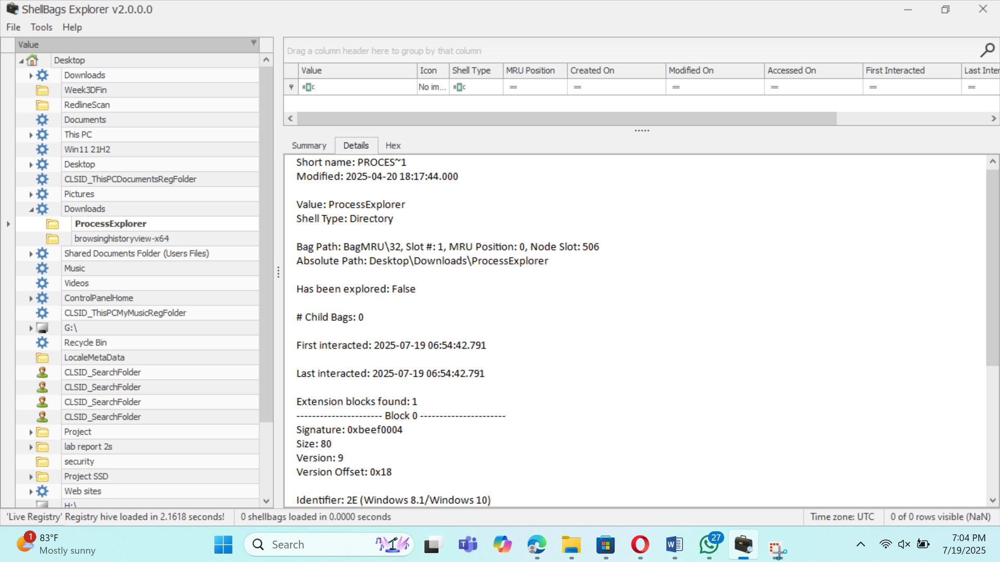 ShellBags Explorer v2.0.0.0
File Tools Help
Value
Desktop
Downloads
Week3DFin
RedlineScan
Documents
This PC
Win11 21H2
Desktop
CLSID_ThisPCDocumentsRegFolder
Pictures
Downloads
ProcessExplorer
browsinghistoryview-x64
Shared Documents Folder (Users Files)
Music
Videos
ControlPanelHome
CLSID_ThisPCMyMusicRegFolder
G:\
Recycle Bin
LocaleMetaData
CLSID_SearchFolder
CLSID_SearchFolder
CLSID_SearchFolder
CLSID_SearchFolder
Project
lab report 2s
security
Project SSD
Web sites
H:\
Drag a column header here to group by that column
Value Icon Shell Type MRU Position Created On Modified On Accessed On First Interacted Last Inter
ABC No im... ABC = = = = = =
Summary Details Hex
Short name: PROCES~1
Modified: 2025-04-20 18:17:44.000
Value: ProcessExplorer
Shell Type: Directory
Bag Path: BagMRU\32, Slot #: 1, MRU Position: 0, Node Slot: 506
Absolute Path: Desktop\Downloads\ProcessExplorer
Has been explored: False
# Child Bags: 0
First interacted: 2025-07-19 06:54:42.791
Last interacted: 2025-07-19 06:54:42.791
Extension blocks found: 1
---------------------- Block 0 ----------------------
Signature: 0xbeef0004
Size: 80
Version: 9
Version Offset: 0x18
Identifier: 2E (Windows 8.1/Windows 10)
'Live Registry' Registry hive loaded in 2.1618 seconds! 0 shellbags loaded in 0.0000 seconds Time zone: UTC 0 of 0 rows visible (NaN)
1 83°F
Mostly sunny
Search
27
7:04 PM
7/19/2025